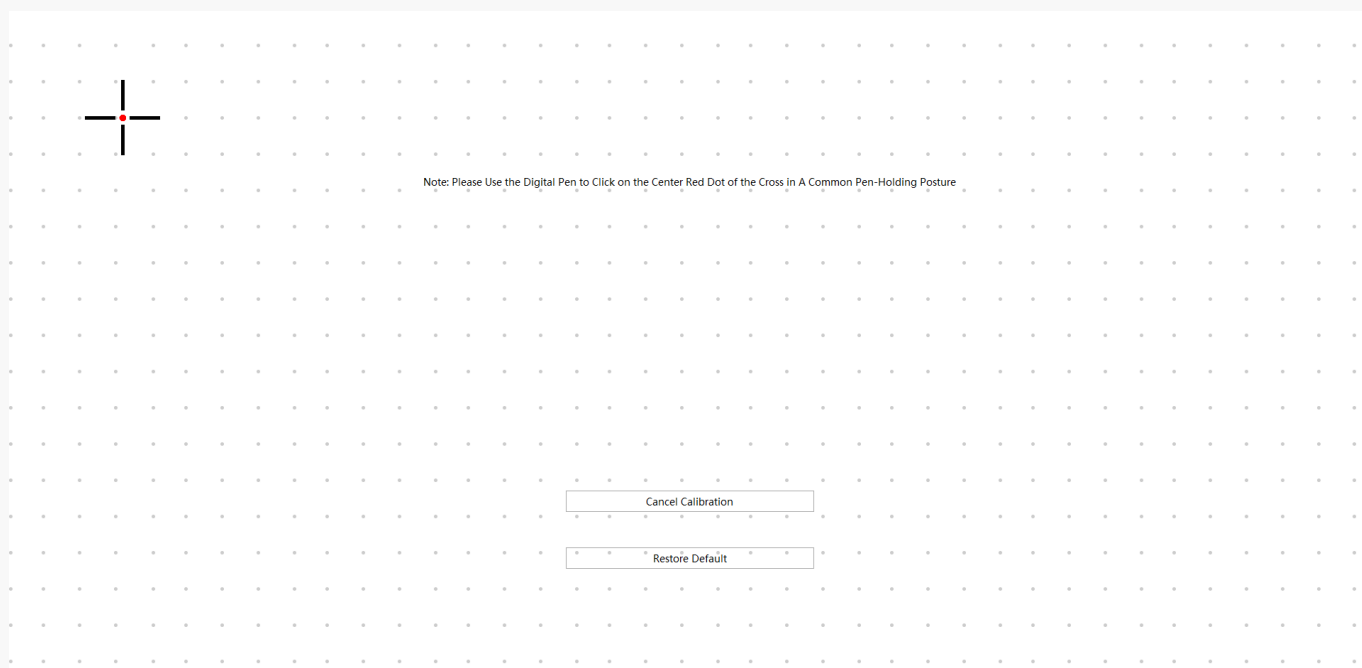 Note: Please Use the Digital Pen to Click on the Center Red Dot of the Cross in A Common Pen-Holding Posture
Cancel Calibration
Restore Default